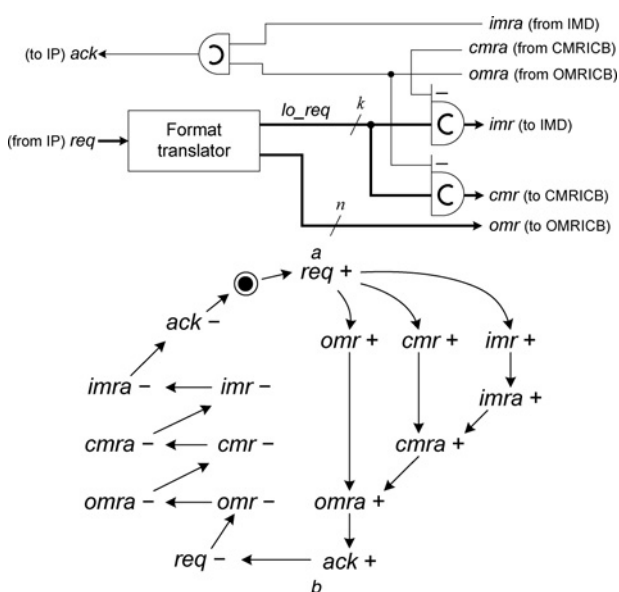 imra (from IMD)
(to IP) ack
C
cmra (from CMRICB)
omra (from OMRICB)
lo_req
k
–
C
imr (to IMD)
(from IP) req
Format
translator
–
C
cmr (to CMRICB)
n
omr (to OMRICB)
a
req +
ack –
omr + cmr + imr +
imra – imr –
imra +
cmra – cmr –
cmra +
omra – omr – omra +
req – ack +
b